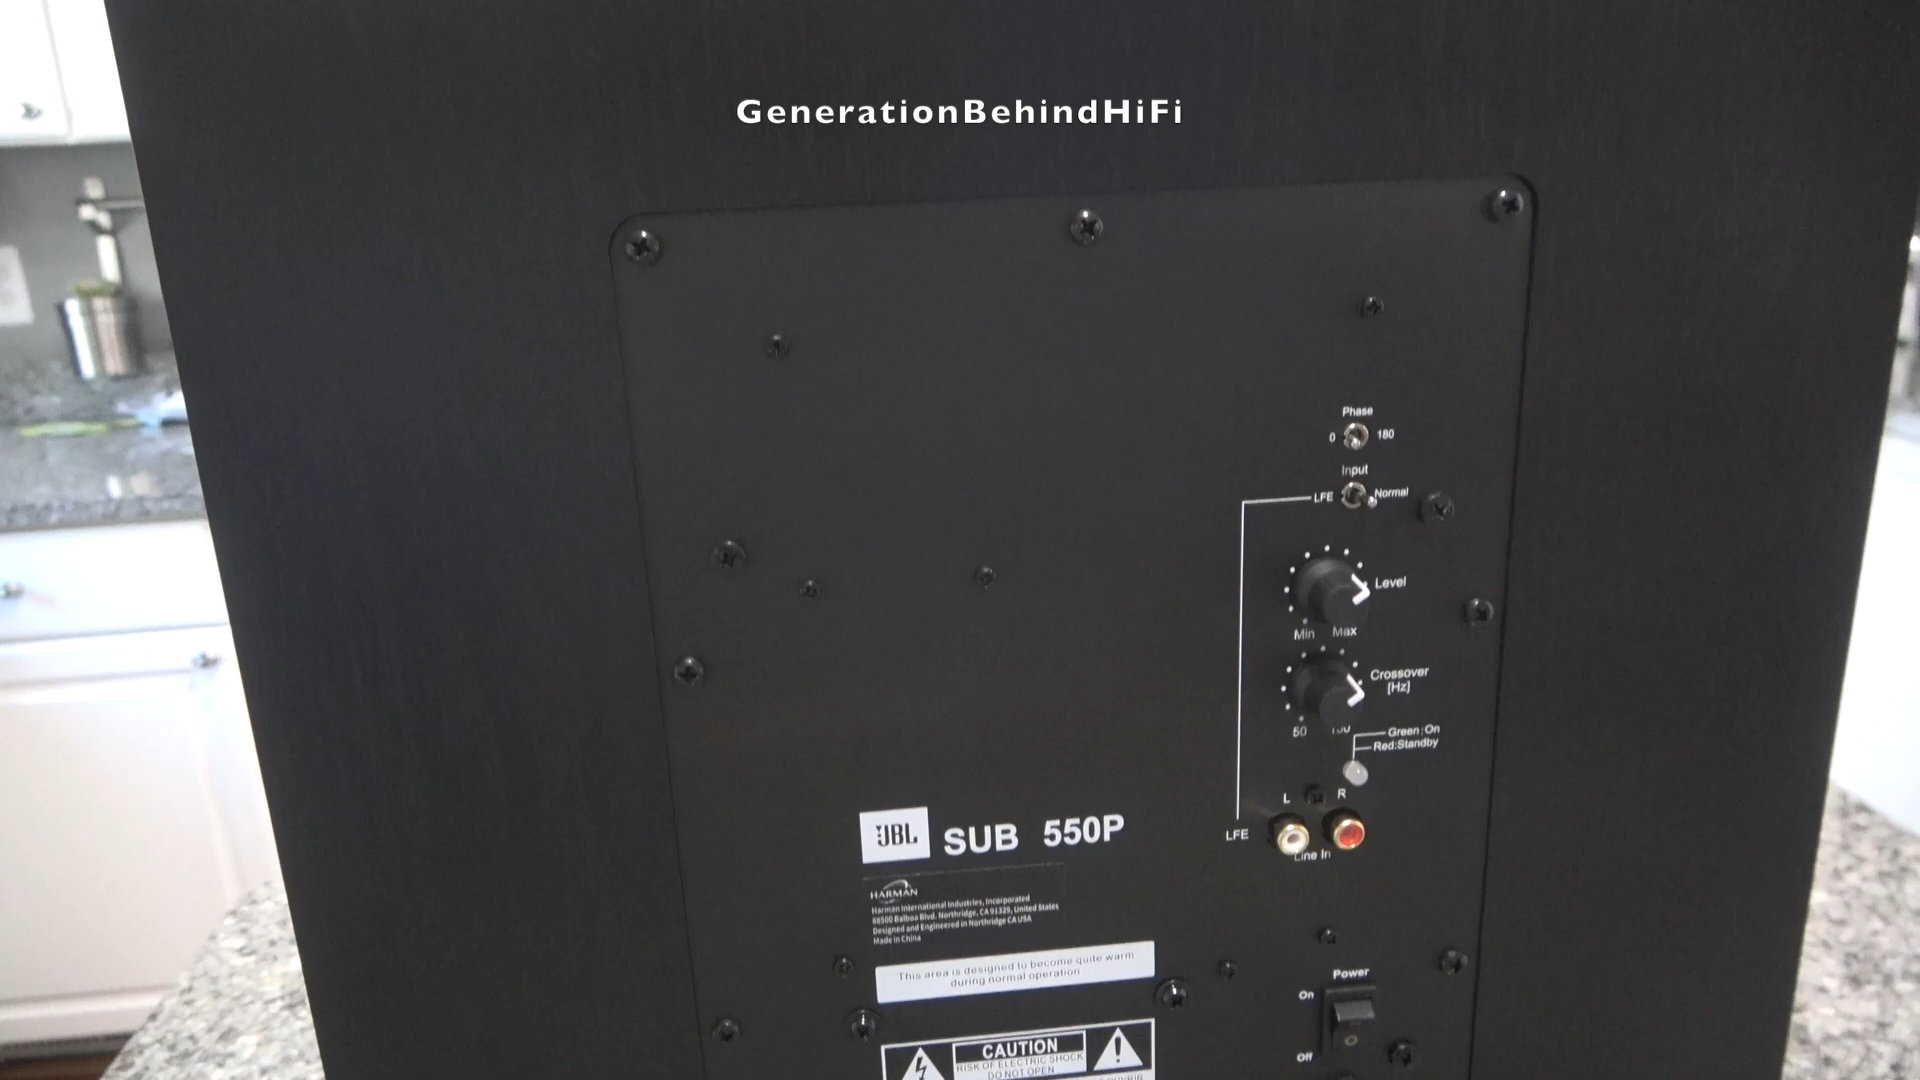 GenerationBehindHiFi
Phase
0 180
Input
LFE Normal
Level
Min Max
Crossover
[Hz]
50
Green:On
Red:Standby
L R
LFE
Line In
JBL SUB 550P
HARMAN
Harman International Industries, Incorporated
88500 Balboa Blvd. Northridge, CA 91329, United States
Designed and Engineered in Northridge CA USA
Made in China
This area is designed to become quite warm
during normal operation
Power
On
Off
CAUTION
RISK OF ELECTRIC SHOCK
DO NOT OPEN